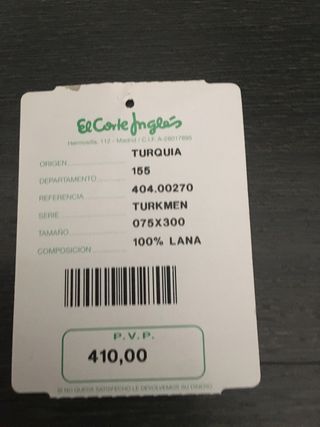 El Corte Inglés
Hermosilla, 112 - Madrid / C.I.F. A-28017895
ORIGEN TURQUIA
DEPARTAMENTO 155
REFERENCIA 404.00270
SERIE TURKMEN
TAMAÑO 075X300
COMPOSICION 100% LANA
P.V.P.
410,00
SI NO QUEDA SATISFECHO LE DEVOLVEMOS SU DINERO